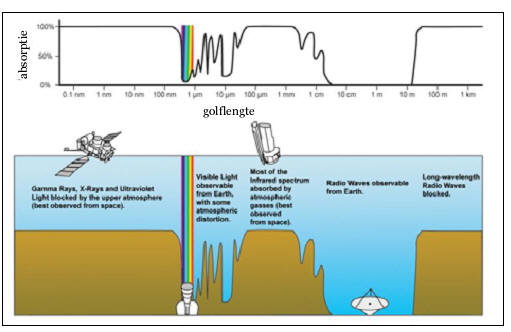 absorptie
100%
50%
0%
0.1 nm 1 nm 10 nm 100 nm 1 µm 10 µm 100 µm 1 mm 1 cm 10 cm 1 m 10 m 100 m 1 km
golflengte
Gamma Rays, X-Rays and Ultraviolet
Light blocked by the upper atmosphere
(best observed from space).
Visible Light
observable
from Earth,
with some
atmospheric
distortion.
Most of the
Infrared spectrum
absorbed by
atmospheric
gasses (best
observed
from space).
Radio Waves observable
from Earth.
Long-wavelength
Radio Waves
blocked.